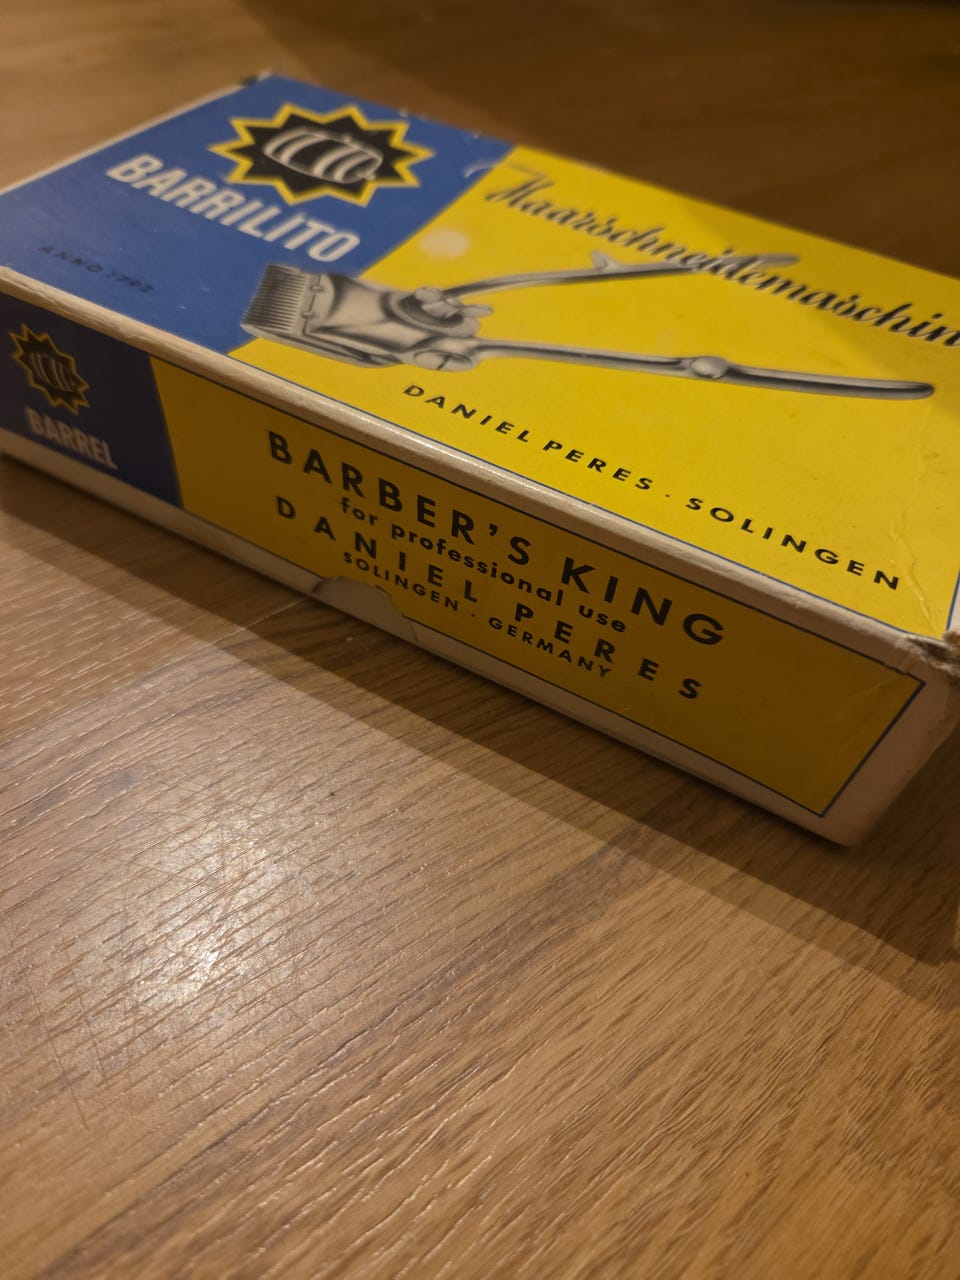 BARRILITO
ANNO 1792
Haarschneidemaschin
DANIEL PERES · SOLINGEN
BARREL
BARBER'S KING
for professional use
DANIEL PERES
SOLINGEN · GERMANY